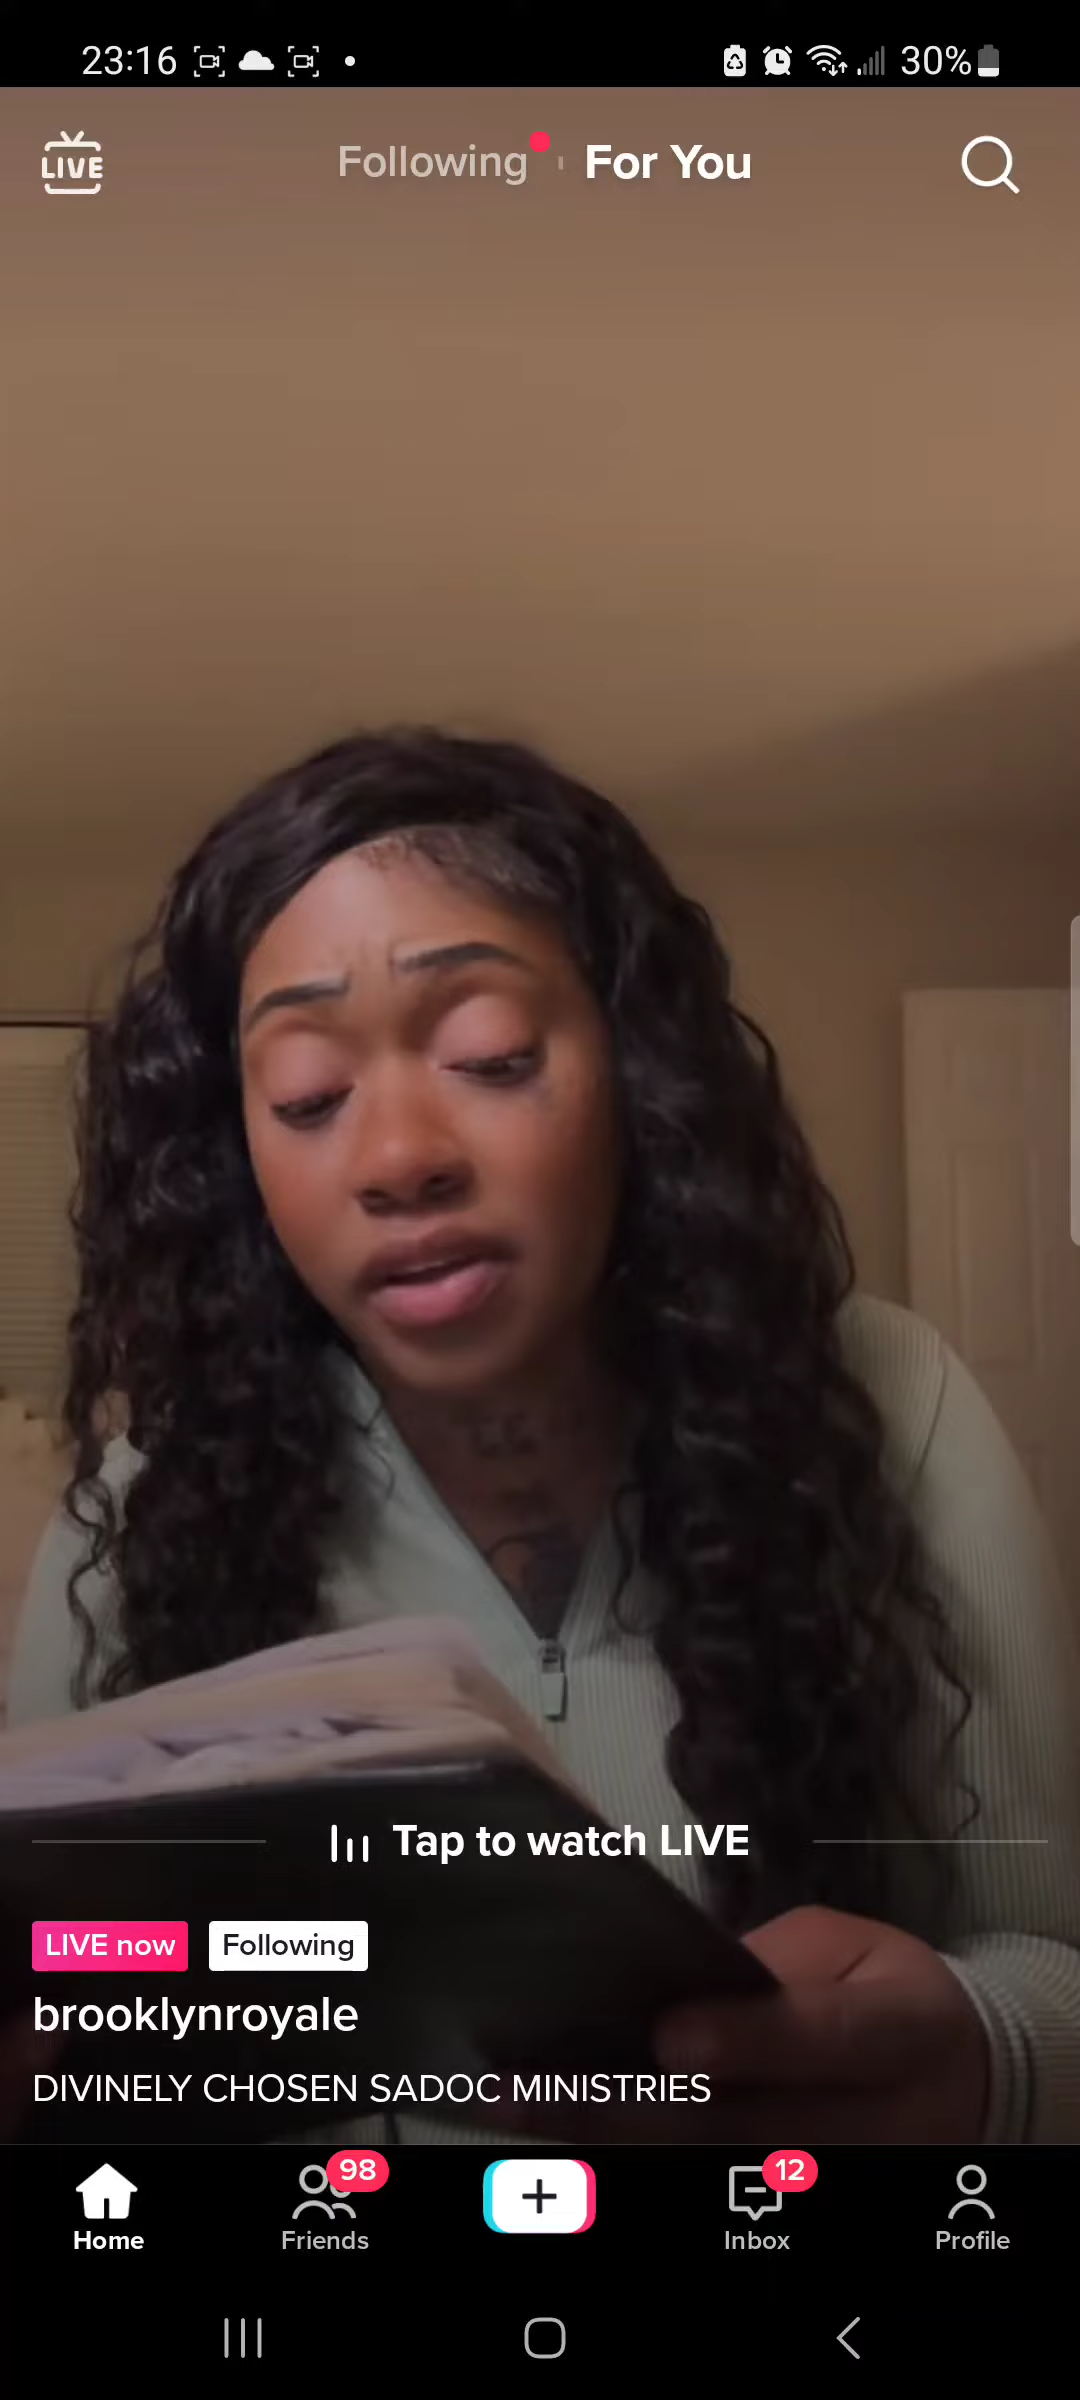 23:16
30%
LIVE
Following
For You
Tap to watch LIVE
LIVE now
Following
brooklynroyale
DIVINELY CHOSEN SADOC MINISTRIES
98
12
Home
Friends
Inbox
Profile